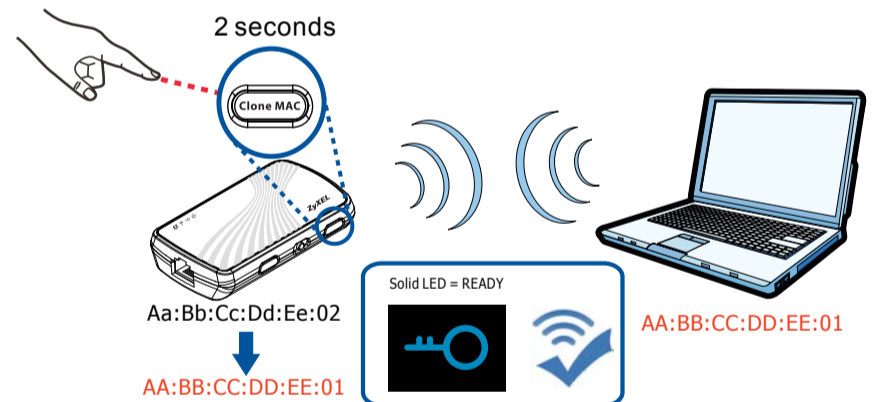 2 seconds
Clone MAC
ZyXEL
Aa:Bb:Cc:Dd:Ee:02
AA:BB:CC:DD:EE:01
Solid LED = READY
AA:BB:CC:DD:EE:01